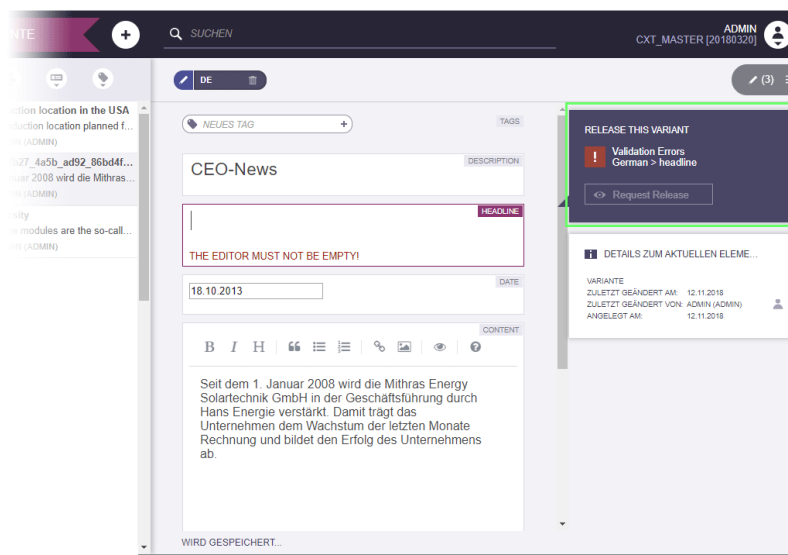 NTE
SUCHEN
ADMIN
CXT_MASTER [20180320]
DE
(3)
ction location in the USA
duction location planned f...
N (ADMIN)
b27_4a5b_ad92_86bd4f...
uar 2008 wird die Mithras...
(ADMIN)
rsity
modules are the so-call...
N (ADMIN)
NEUES TAG
+
TAGS
CEO-News
DESCRIPTION
HEADLINE
THE EDITOR MUST NOT BE EMPTY!
18.10.2013
DATE
CONTENT
B I H
Seit dem 1. Januar 2008 wird die Mithras Energy
Solartechnik GmbH in der Geschäftsführung durch
Hans Energie verstärkt. Damit trägt das
Unternehmen dem Wachstum der letzten Monate
Rechnung und bildet den Erfolg des Unternehmens
ab.
WIRD GESPEICHERT...
RELEASE THIS VARIANT
Validation Errors
German > headline
Request Release
DETAILS ZUM AKTUELLEN ELEME...
VARIANTE
ZULETZT GEÄNDERT AM: 12.11.2018
ZULETZT GEÄNDERT VON: ADMIN (ADMIN)
ANGELEGT AM: 12.11.2018